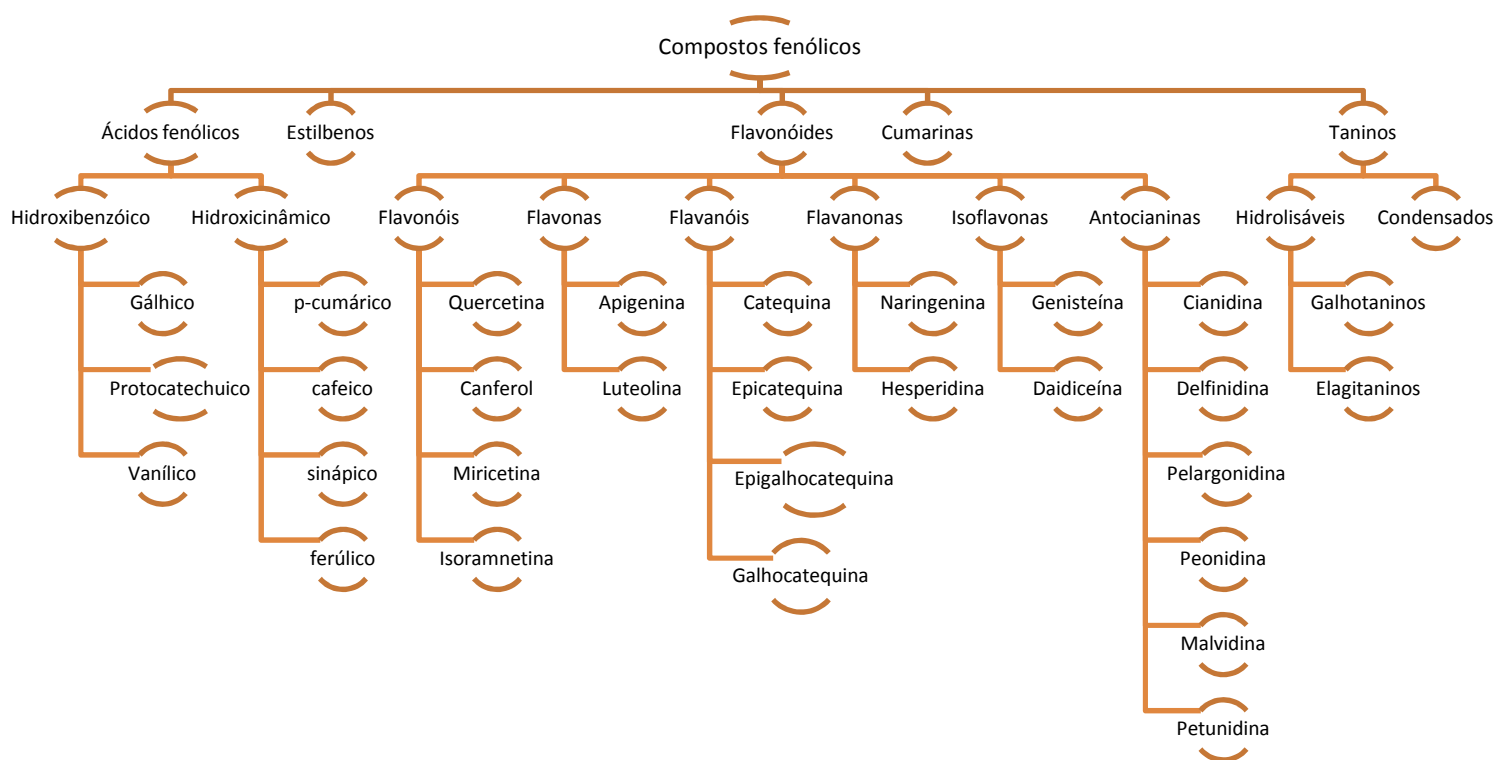 Compostos fenólicos
Ácidos fenólicos
Estilbenos
Flavonóides
Cumarinas
Taninos
Hidroxibenzóico
Hidroxicinâmico
Flavonóis
Flavonas
Flavanóis
Flavanonas
Isoflavonas
Antocianinas
Hidrolisáveis
Condensados
Gálhico
p-cumárico
Quercetina
Apigenina
Catequina
Naringenina
Genisteína
Cianidina
Galhotaninos
Protocatechuico
cafeico
Canferol
Luteolina
Epicatequina
Hesperidina
Daidiceína
Delfinidina
Elagitaninos
Vanílico
sinápico
Miricetina
Epigalhocatequina
Pelargonidina
ferúlico
Isoramnetina
Galhocatequina
Peonidina
Malvidina
Petunidina